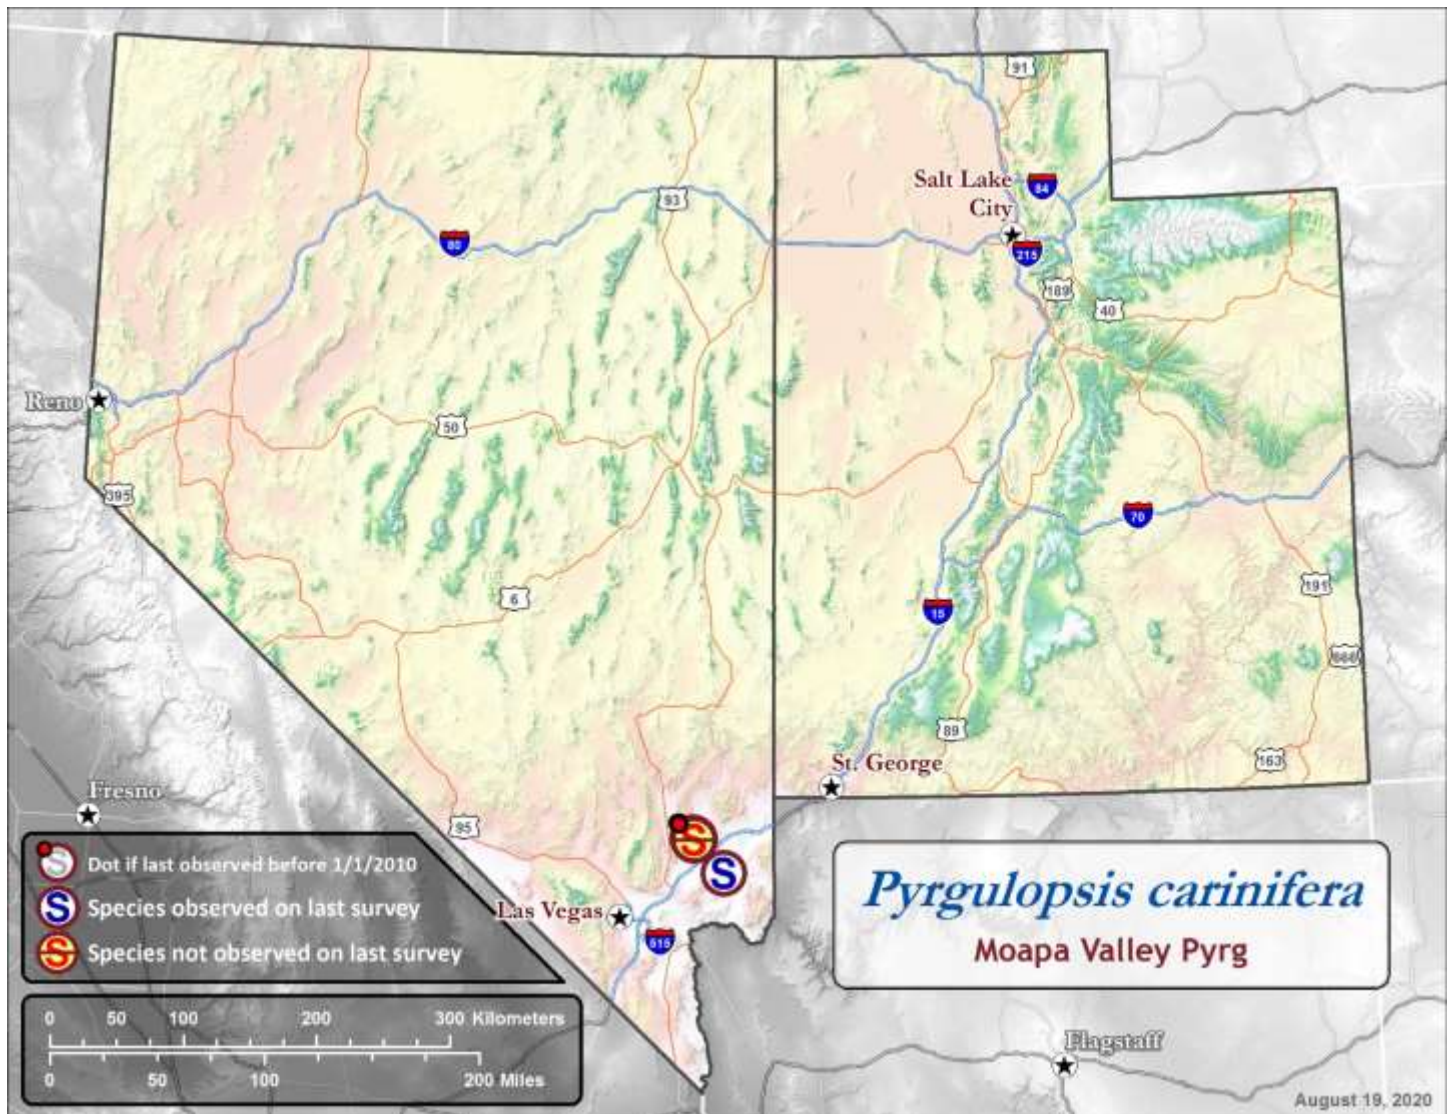 91
Salt Lake
City
84
93
80
215
189
40
Reno
50
395
70
6
191
15
666
89
163
St. George
Fresno
95
Dot if last observed before 1/1/2010
Species observed on last survey
Species not observed on last survey
S
S
S
S
S
Las Vegas
515
Pyrgulopsis carinifera
Moapa Valley Pyrg
0 50 100 200 300 Kilometers
0 50 100 200 Miles
Flagstaff
August 19, 2020